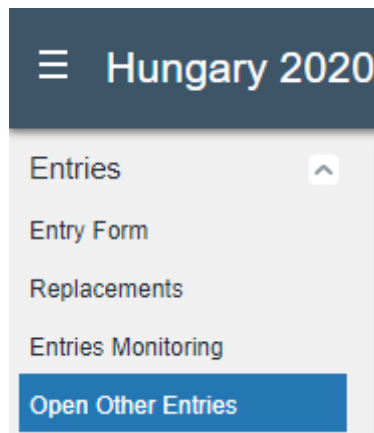 Hungary 2020
Entries
Entry Form
Replacements
Entries Monitoring
Open Other Entries